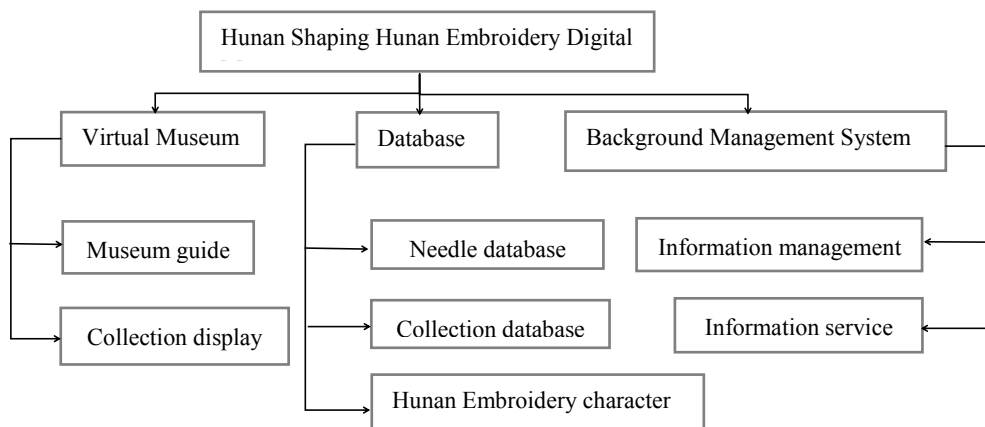 Hunan Shaping Hunan Embroidery Digital
Virtual Museum
Database
Background Management System
Museum guide
Needle database
Information management
Collection display
Collection database
Information service
Hunan Embroidery character